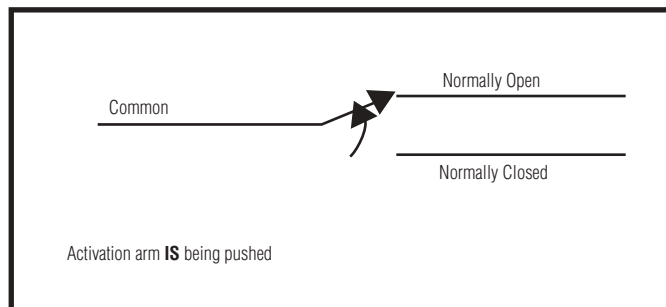 Normally Open
Common
Normally Closed
Activation arm IS being pushed